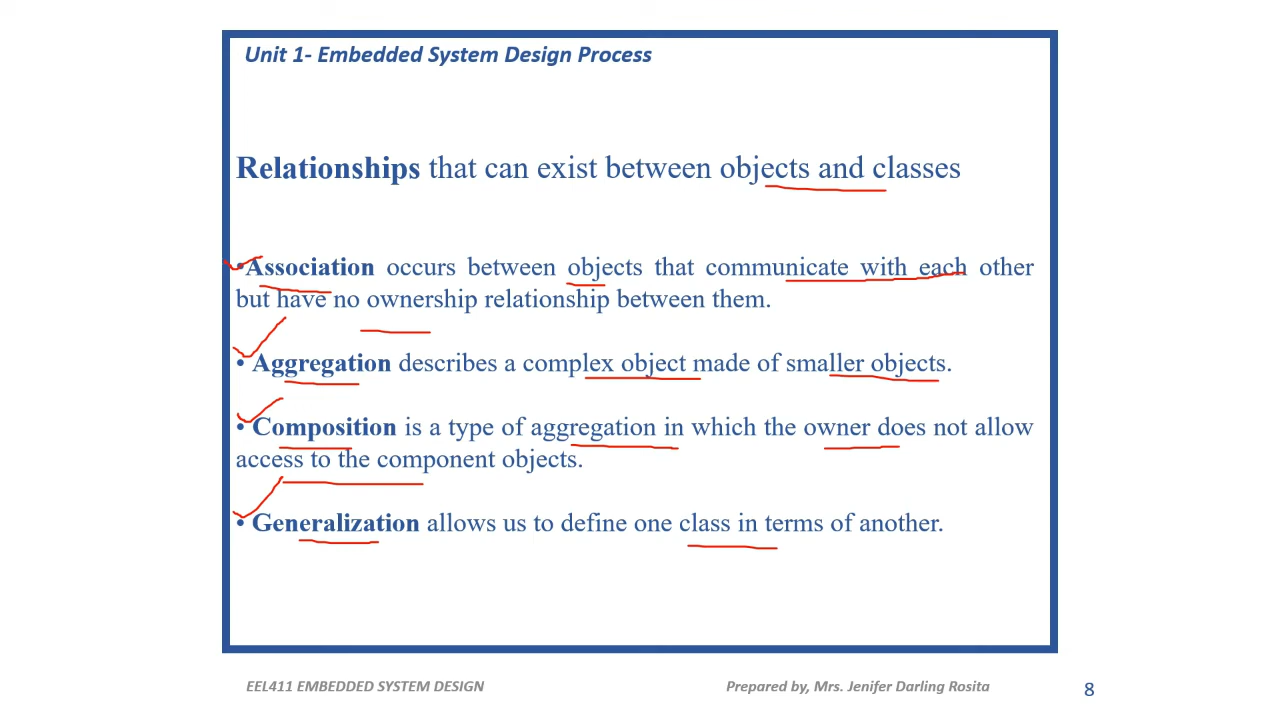 Unit 1- Embedded System Design Process
Relationships that can exist between objects and classes
•Association occurs between objects that communicate with each other
but have no ownership relationship between them.
• Aggregation describes a complex object made of smaller objects.
• Composition is a type of aggregation in which the owner does not allow
access to the component objects.
• Generalization allows us to define one class in terms of another.
EEL411 EMBEDDED SYSTEM DESIGN
Prepared by, Mrs. Jenifer Darling Rosita
8